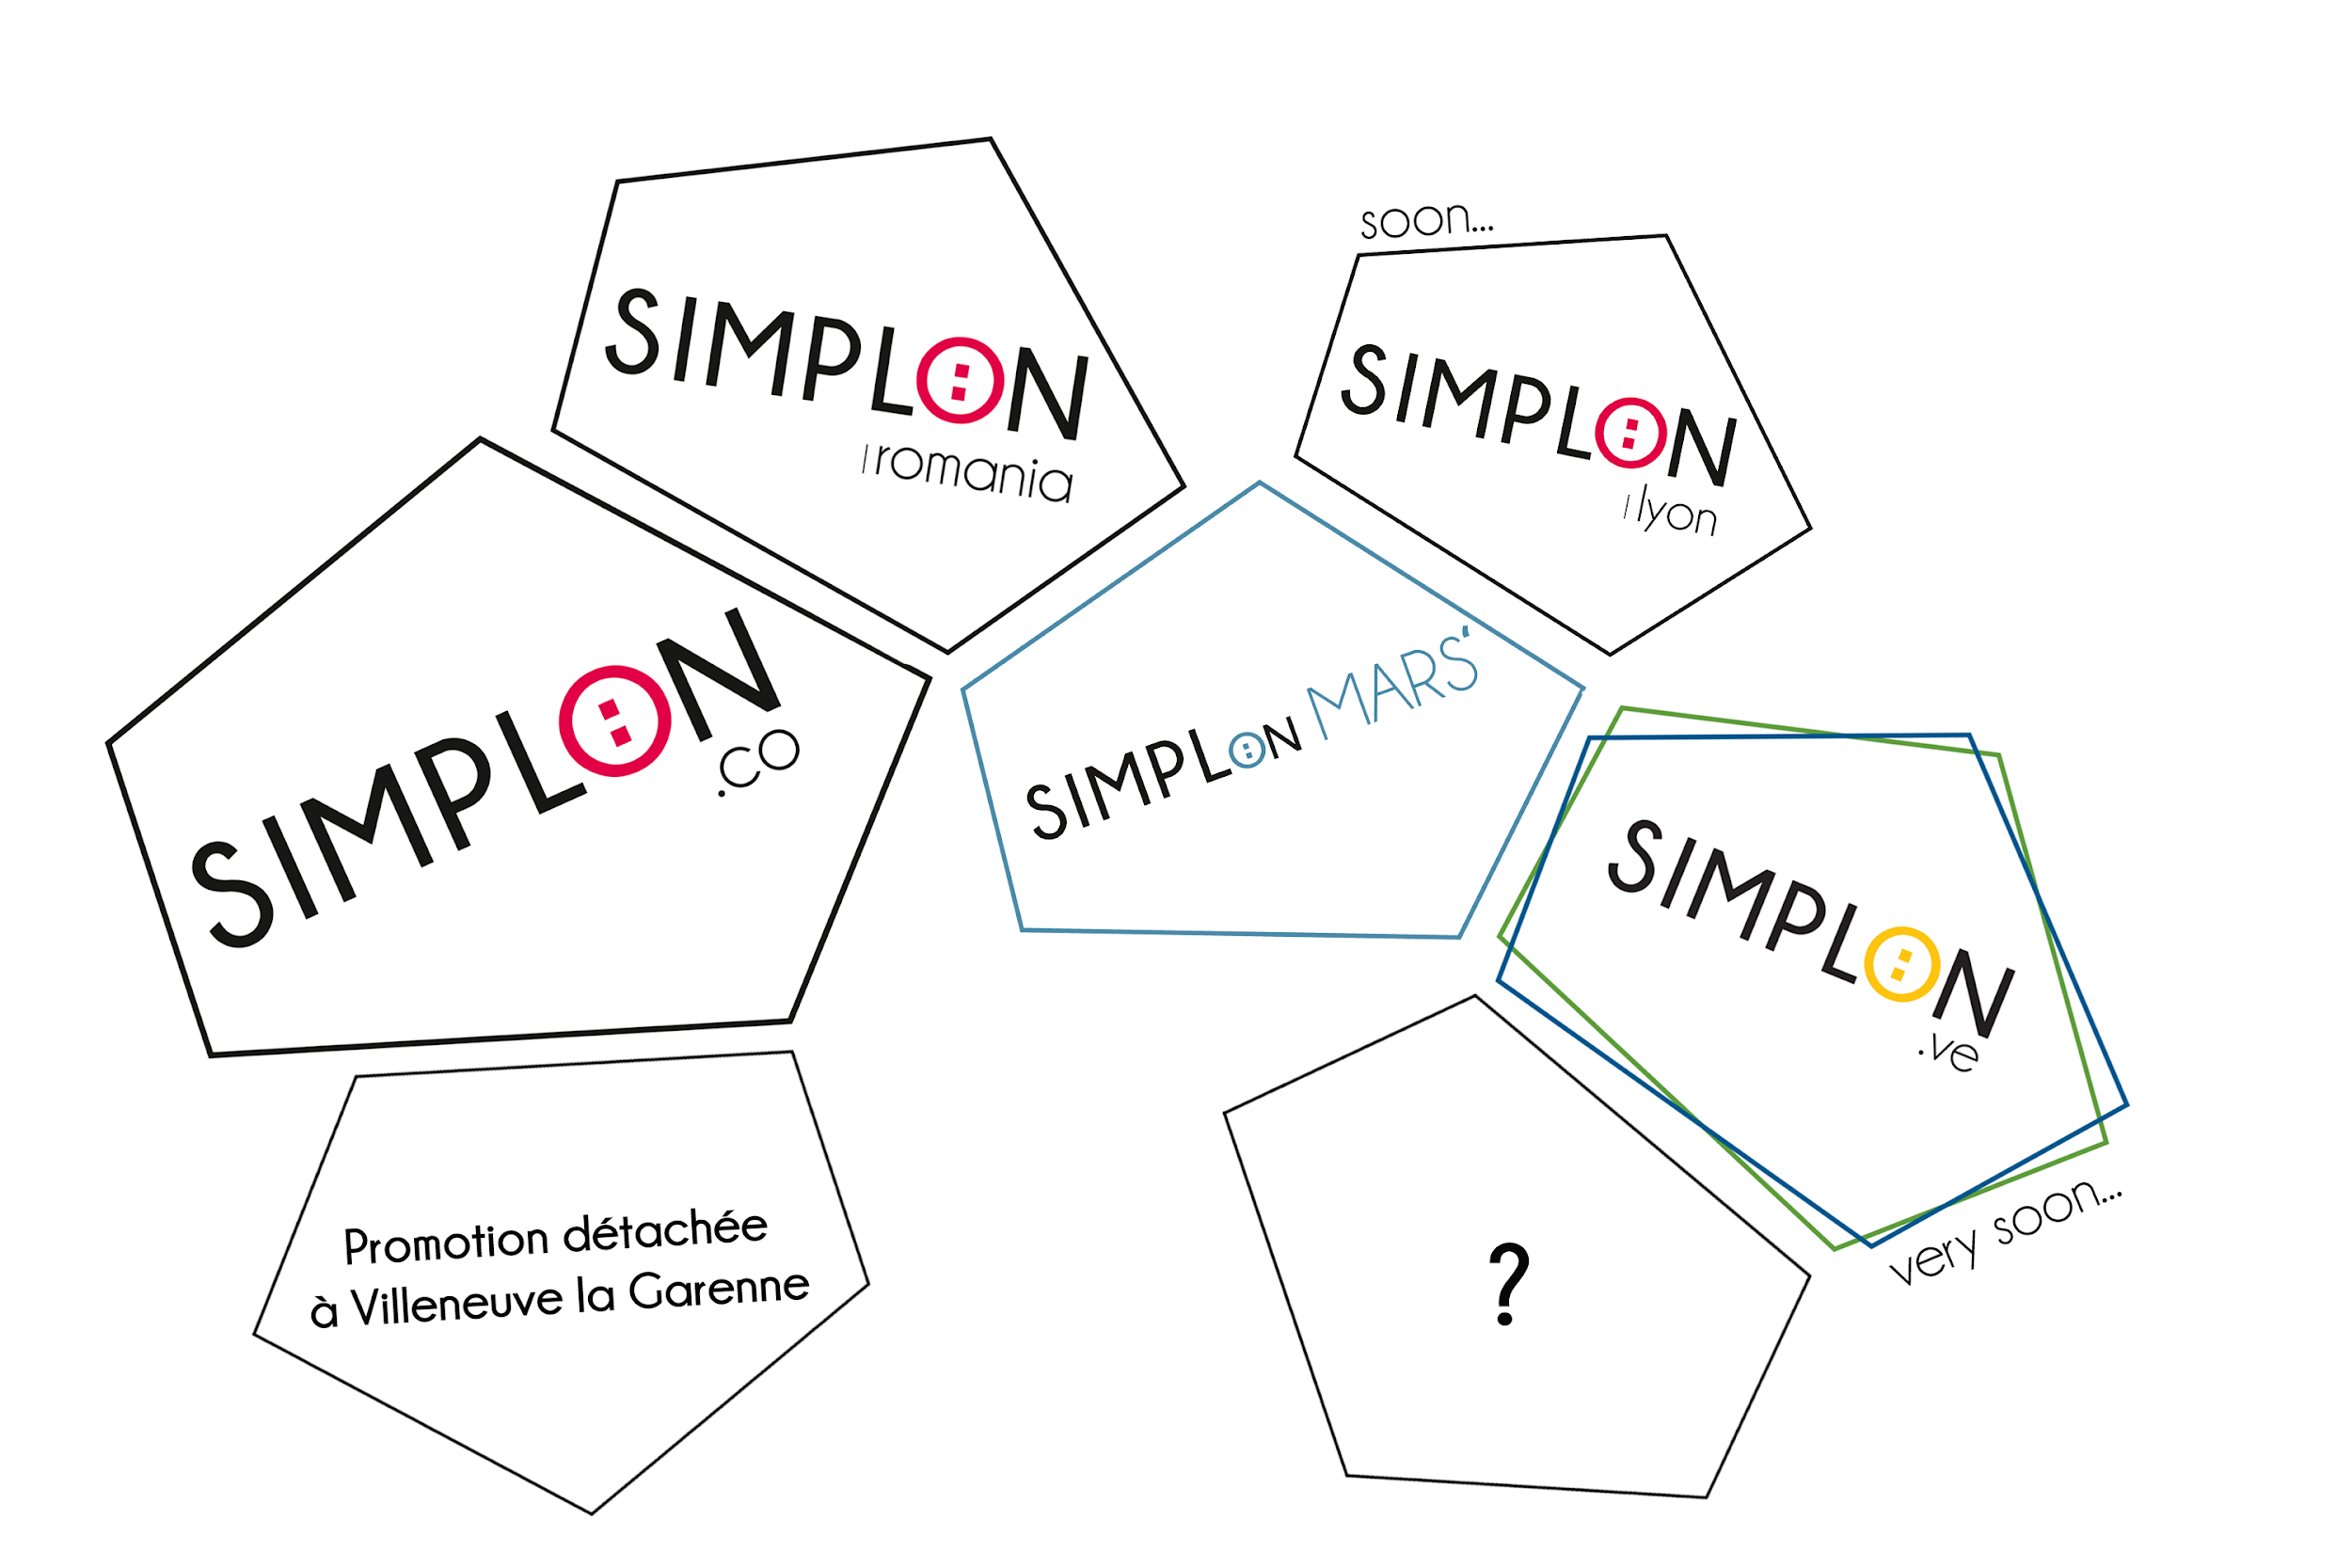 SIMPLON
romania
soon...
SIMPLON
lyon
SIMPLON
.co
SIMPLON MARS'
SIMPLON
.ve
very soon...
Promotion détachée
à Villeneuve la Garenne
?